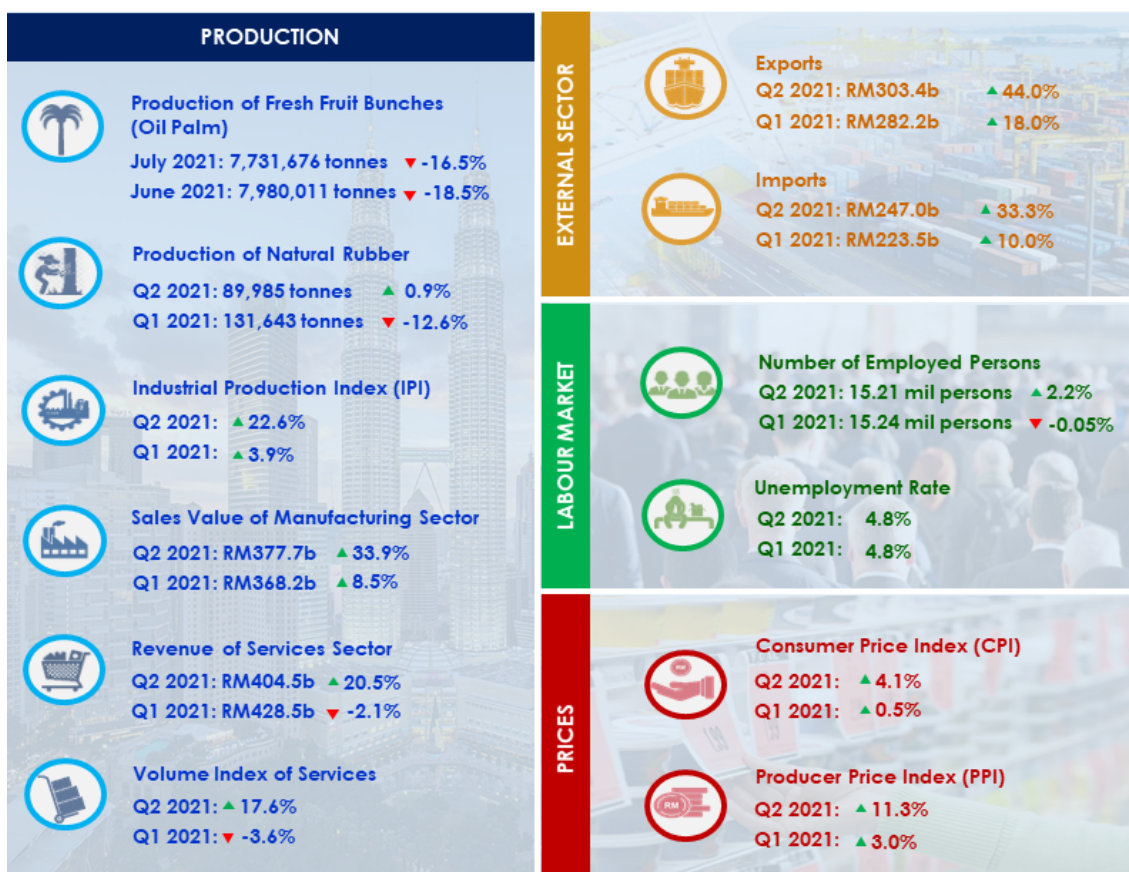 PRODUCTION
Production of Fresh Fruit Bunches
(Oil Palm)
July 2021: 7,731,676 tonnes ▼ -16.5%
June 2021: 7,980,011 tonnes ▼ -18.5%
Production of Natural Rubber
Q2 2021: 89,985 tonnes ▲ 0.9%
Q1 2021: 131,643 tonnes ▼ -12.6%
Industrial Production Index (IPI)
Q2 2021: ▲ 22.6%
Q1 2021: ▲ 3.9%
Sales Value of Manufacturing Sector
Q2 2021: RM377.7b ▲ 33.9%
Q1 2021: RM368.2b ▲ 8.5%
Revenue of Services Sector
Q2 2021: RM404.5b ▲ 20.5%
Q1 2021: RM428.5b ▼ -2.1%
Volume Index of Services
Q2 2021: ▲ 17.6%
Q1 2021: ▼ -3.6%
EXTERNAL SECTOR
Exports
Q2 2021: RM303.4b ▲ 44.0%
Q1 2021: RM282.2b ▲ 18.0%
Imports
Q2 2021: RM247.0b ▲ 33.3%
Q1 2021: RM223.5b ▲ 10.0%
LABOUR MARKET
Number of Employed Persons
Q2 2021: 15.21 mil persons ▲ 2.2%
Q1 2021: 15.24 mil persons ▼ -0.05%
Unemployment Rate
Q2 2021: 4.8%
Q1 2021: 4.8%
PRICES
RM
Consumer Price Index (CPI)
Q2 2021: ▲ 4.1%
Q1 2021: ▲ 0.5%
RM
Producer Price Index (PPI)
Q2 2021: ▲ 11.3%
Q1 2021: ▲ 3.0%